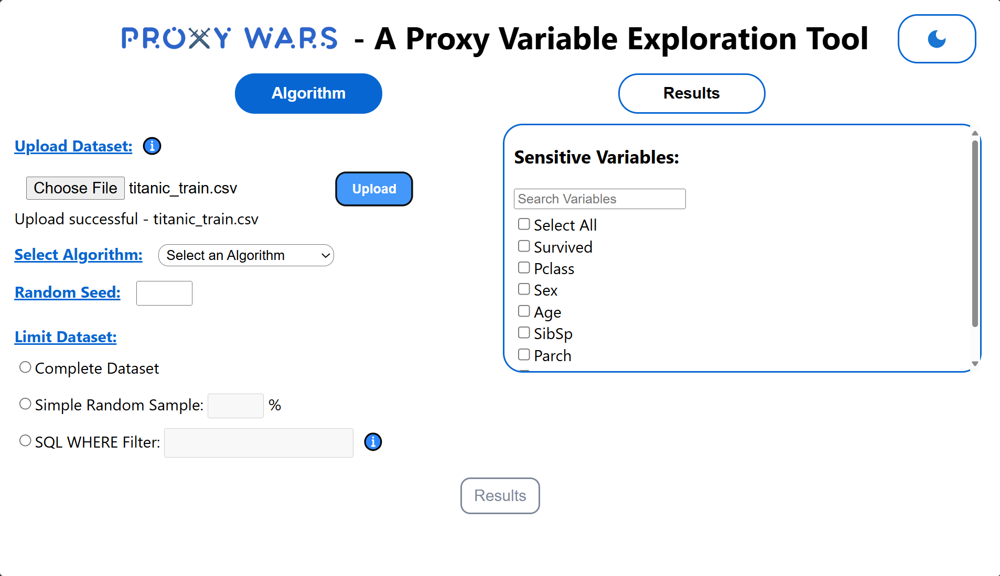 PROXY WARS - A Proxy Variable Exploration Tool
Algorithm
Results
Upload Dataset:
Choose File titanic_train.csv
Upload
Upload successful - titanic_train.csv
Select Algorithm: Select an Algorithm
Random Seed:
Limit Dataset:
Complete Dataset
Simple Random Sample: %
SQL WHERE Filter:
Sensitive Variables:
Search Variables
Select All
Survived
Pclass
Sex
Age
SibSp
Parch
Results